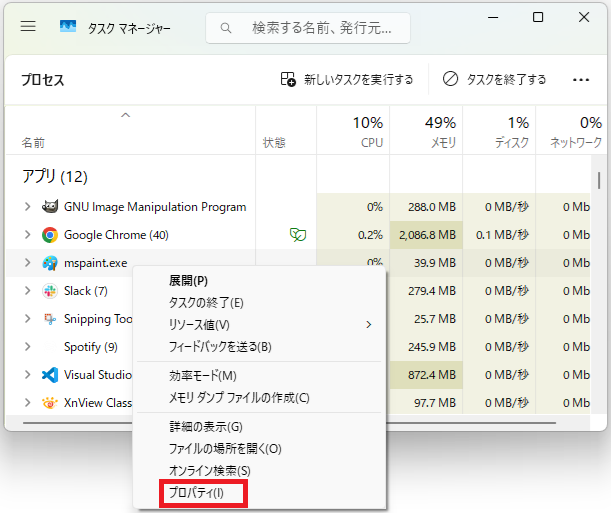 タスク マネージャー
検索する名前、発行元...
プロセス
新しいタスクを実行する
タスクを終了する
10% 49% 1% 0%
名前 状態 CPU メモリ ディスク ネットワーク
アプリ (12)
GNU Image Manipulation Program 0% 288.0 MB 0 MB/秒 0 Mb
Google Chrome (40) 0.2% 2,086.8 MB 0.1 MB/秒 0 Mb
mspaint.exe 0% 39.9 MB 0 MB/秒 0 Mb
Slack (7) 279.4 MB 0 MB/秒 0 Mb
Snipping Too 25.7 MB 0 MB/秒 0 Mb
Spotify (9) 245.9 MB 0 MB/秒 0 Mb
Visual Studio 872.4 MB 0 MB/秒 0 Mb
XnView Class 97.7 MB 0 MB/秒 0 Mb
展開(P)
タスクの終了(E)
リソース値(V)
フィードバックを送る(B)
効率モード(M)
メモリ ダンプ ファイルの作成(C)
詳細の表示(G)
ファイルの場所を開く(O)
オンライン検索(S)
プロパティ(I)